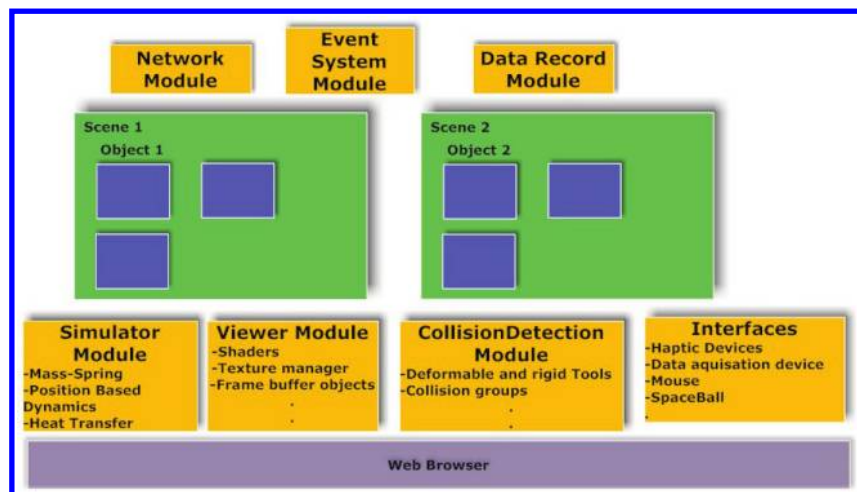 Network
Module
Event
System
Module
Data Record
Module
Scene 1
Object 1
Scene 2
Object 2
Simulator
Module
-Mass-Spring
-Position Based
Dynamics
-Heat Transfer
Viewer Module
-Shaders
-Texture manager
-Frame buffer objects
.
.
CollisionDetection
Module
-Deformable and rigid Tools
-Collision groups
.
.
Interfaces
-Haptic Devices
-Data aquisation device
-Mouse
-SpaceBall
.
Web Browser